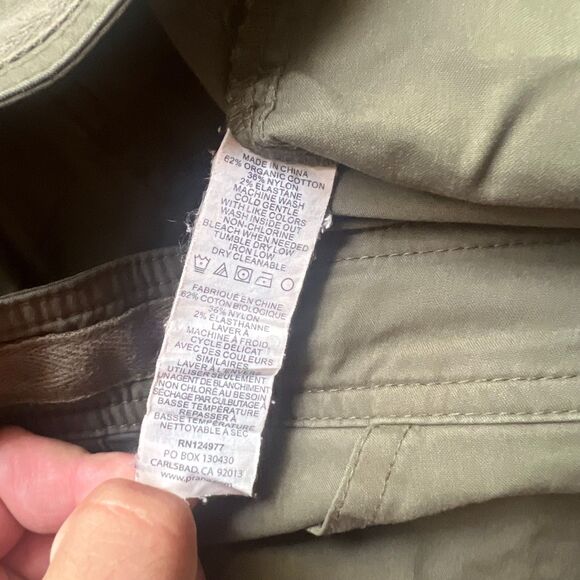 MADE IN CHINA
62% ORGANIC COTTON
36% NYLON
2% ELASTANE
MACHINE WASH
COLD GENTLE
WITH LIKE COLORS
WASH INSIDE OUT
NON-CHLORINE
BLEACH WHEN NEEDED
TUMBLE DRY LOW
IRON LOW
DRY CLEANABLE
FABRIQUÉ EN CHINE
62% COTON BIOLOGIQUE
36% NYLON
2% ELASTHANNE
LAVER À
MACHINE À FROID,
CYCLE DÉLICAT
AVEC DES COULEURS
SIMILAIRES
LAVER À L'ENVER
UTILISER SEULEMENT
UN AGENT DE BLANCHIMENT
NON CHLORÉ AU BESOIN
SÉCHAGE PAR CULBUTAGE À
BASSE TEMPÉRATURE
REPASSER À
BASSE TEMPÉRATURE
NETTOYABLE À SEC
RN124977
PO BOX 130430
CARLSBAD, CA 92013